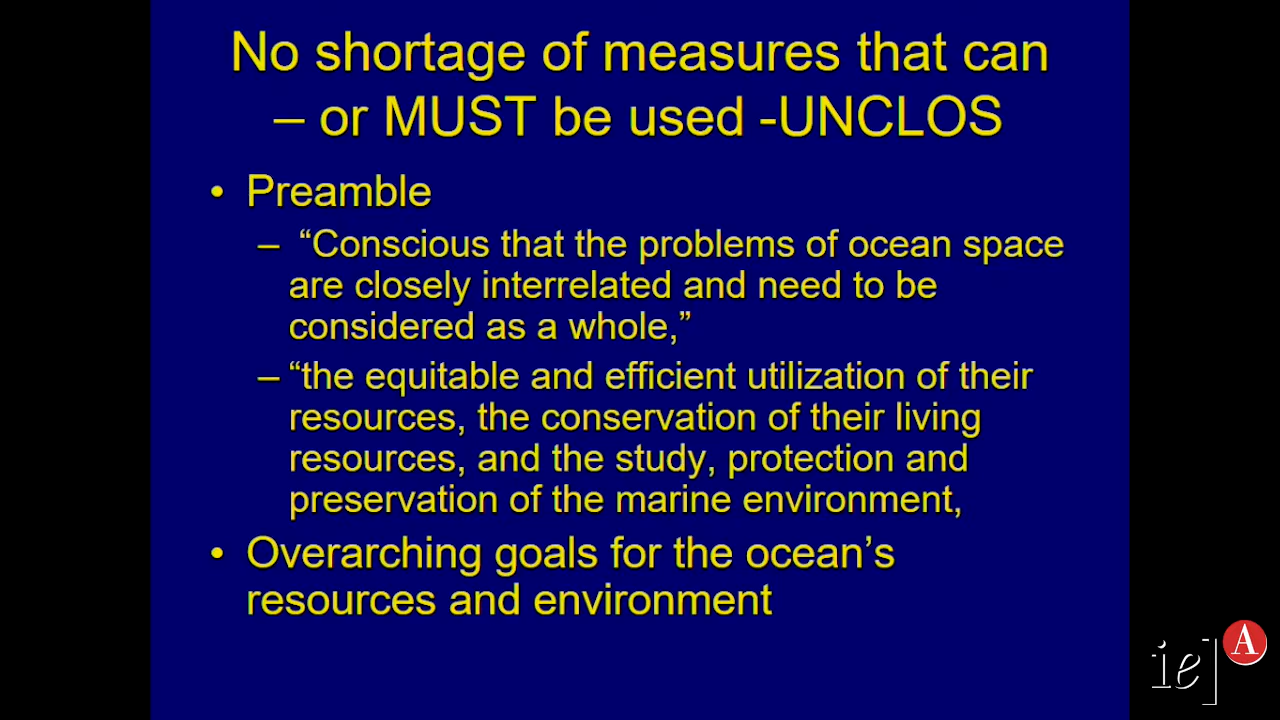 No shortage of measures that can
– or MUST be used -UNCLOS
• Preamble
– “Conscious that the problems of ocean space
are closely interrelated and need to be
considered as a whole,”
– “the equitable and efficient utilization of their
resources, the conservation of their living
resources, and the study, protection and
preservation of the marine environment,
• Overarching goals for the ocean’s
resources and environment
ie] A